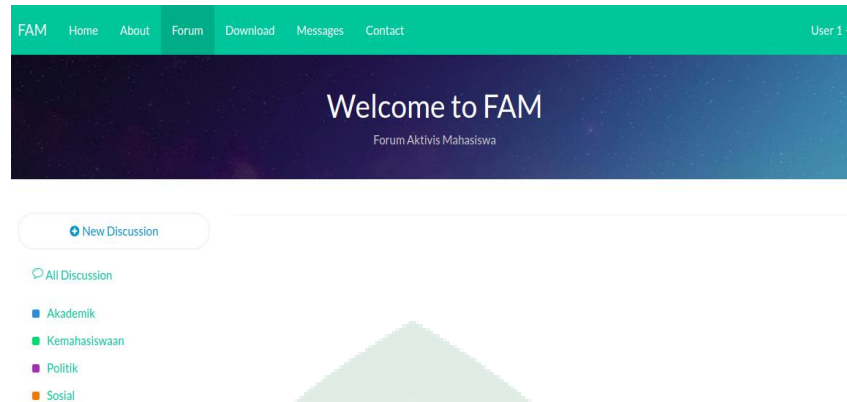 FAM Home About Forum Download Messages Contact User 1
Welcome to FAM
Forum Aktivis Mahasiswa
New Discussion
All Discussion
Akademik
Kemahasiswaan
Politik
Sosial